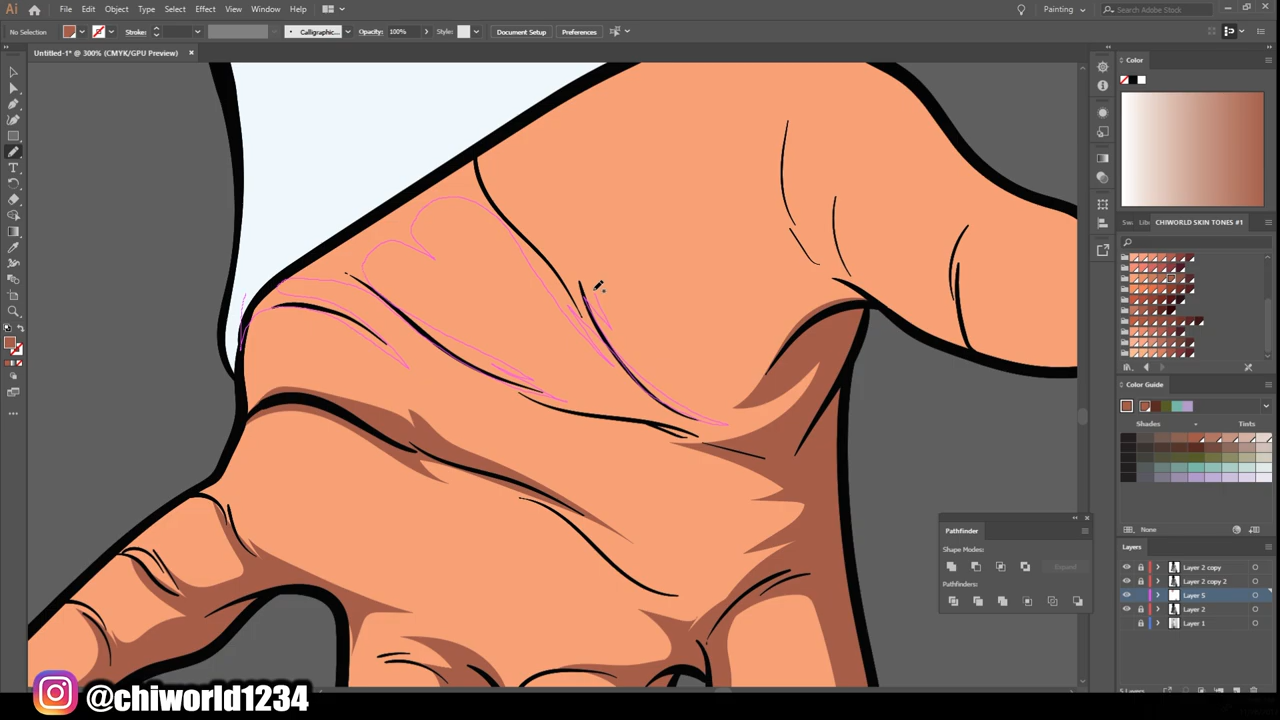 Ai File Edit Object Type Select Effect View Window Help
Painting
Search Adobe Stock
No Selection
Stroke:
Calligraphic...
Opacity: 100%
Style:
Document Setup
Preferences
Untitled-1* @ 300% (CMYK/GPU Preview)
Color
CHIWORLD SKIN TONES #1
Color Guide
Shades
Tints
None
Pathfinder
Shape Modes:
Expand
Pathfinders:
Layers
Layer 2 copy
Layer 2 copy 2
Layer 5
Layer 2
Layer 1
5 Layers
@chiworld1234